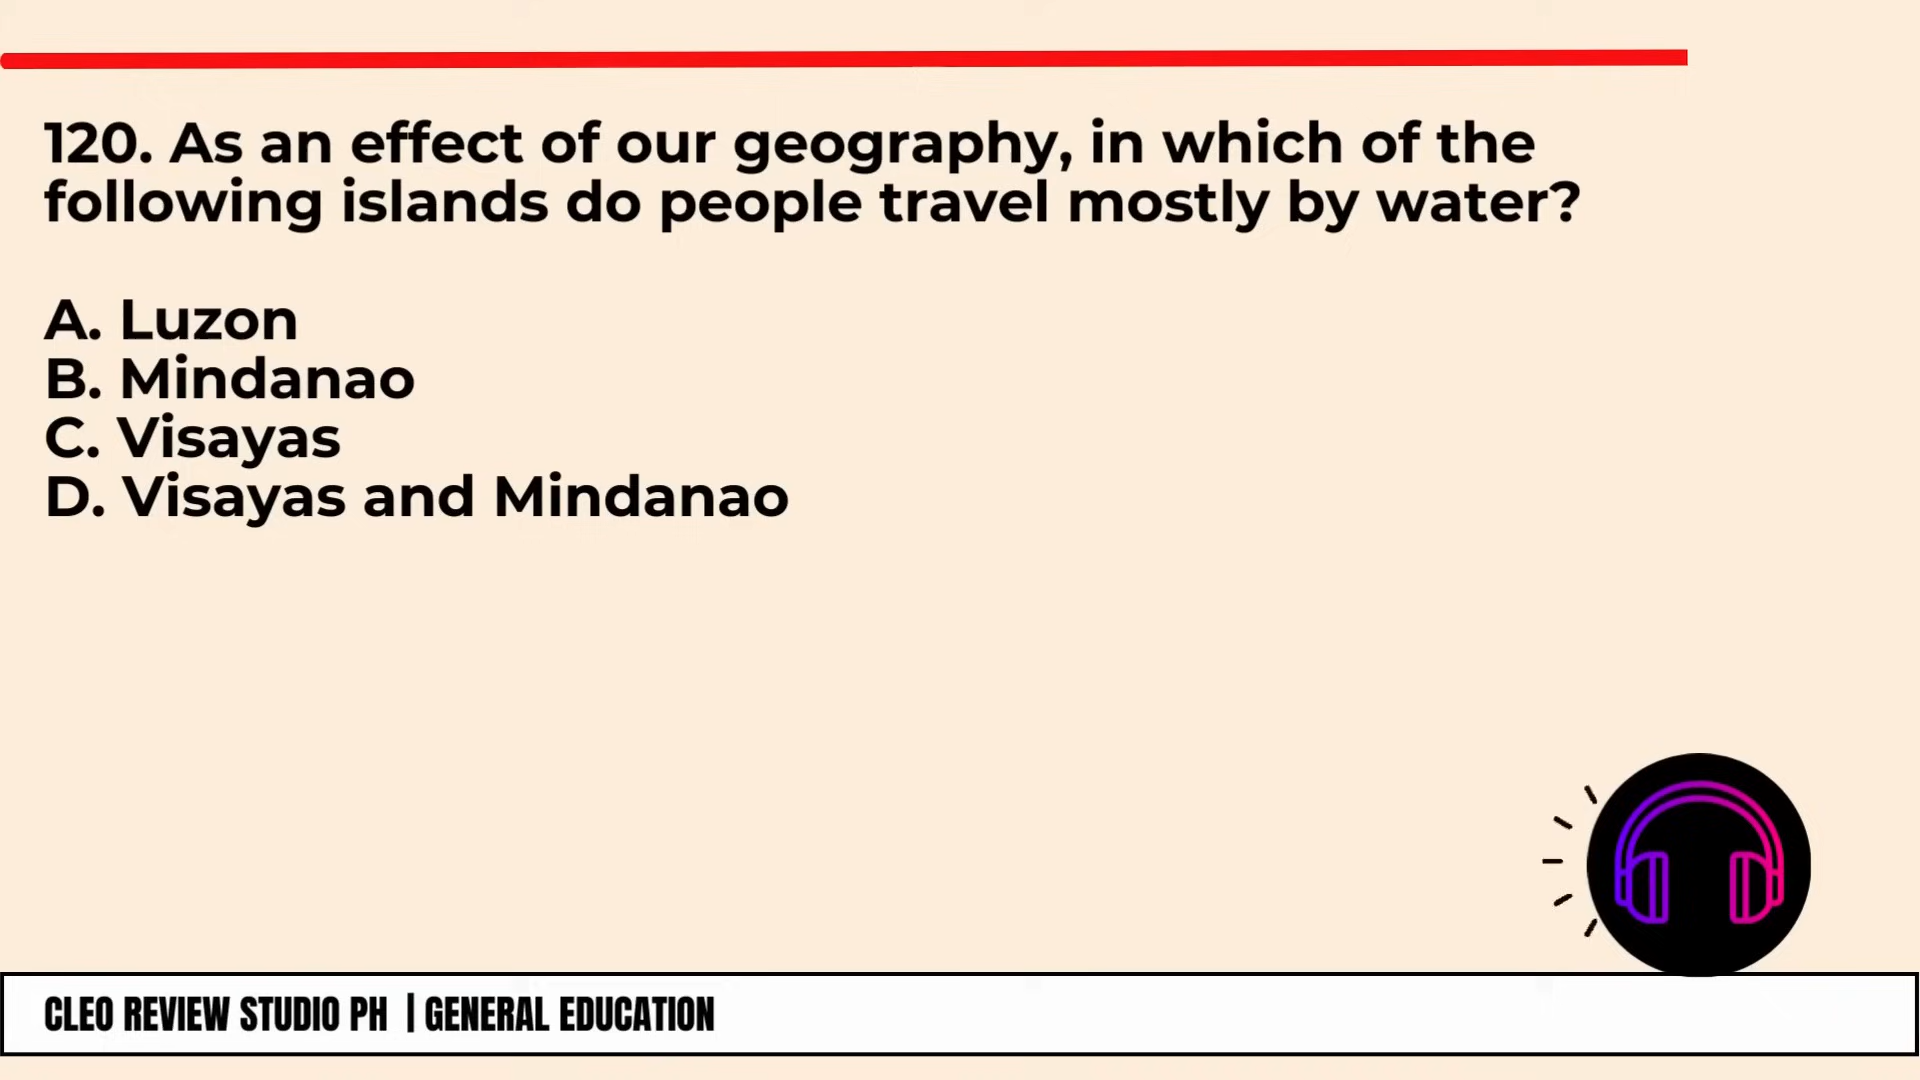 120. As an effect of our geography, in which of the
following islands do people travel mostly by water?
A. Luzon
B. Mindanao
C. Visayas
D. Visayas and Mindanao
CLEO REVIEW STUDIO PH | GENERAL EDUCATION